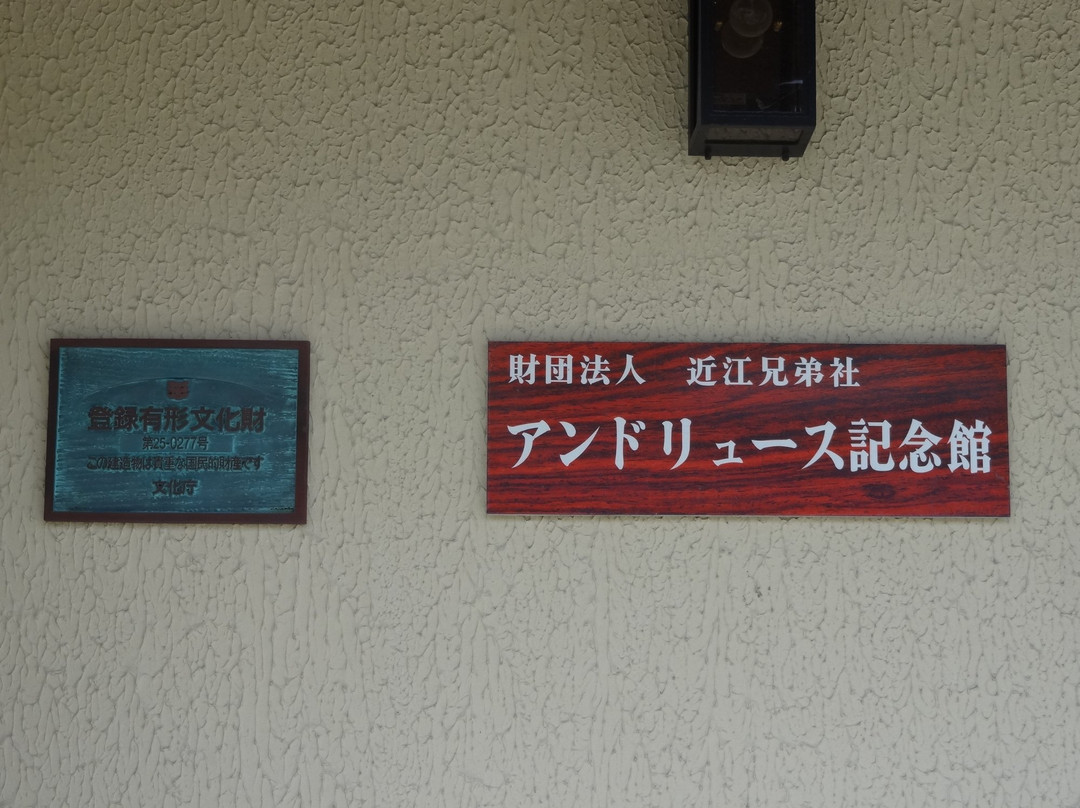 登録有形文化財
第25-0277号
この建造物は貴重な国民的財産です
文化庁
財団法人 近江兄弟社
アンドリュース記念館